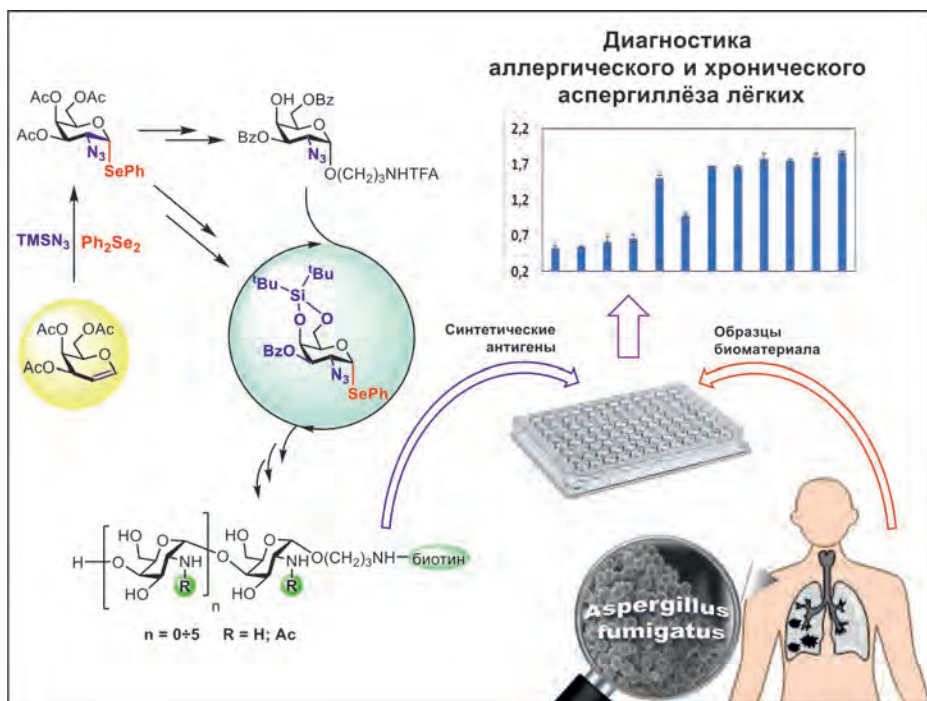 Диагностика
аллергического и хронического
аспергиллёза лёгких
2,2
1,7
1,2
0,7
0,2
AcO
OAc
O
AcO
N3
SePh
OH
OBz
O
BzO
N3
O(CH2)3NHTFA
TMSN3
Ph2Se2
AcO
OAc
O
AcO
tBu
tBu
Si
O
O
BzO
O
N3
SePh
Синтетические
антигены
Образцы
биоматериала
H
HO
O
O
HO
NH
R
n
HO
O
O
HO
NH
R
O(CH2)3NH
биотин
n = 0÷5 R = H; Ac
Aspergillus
fumigatus